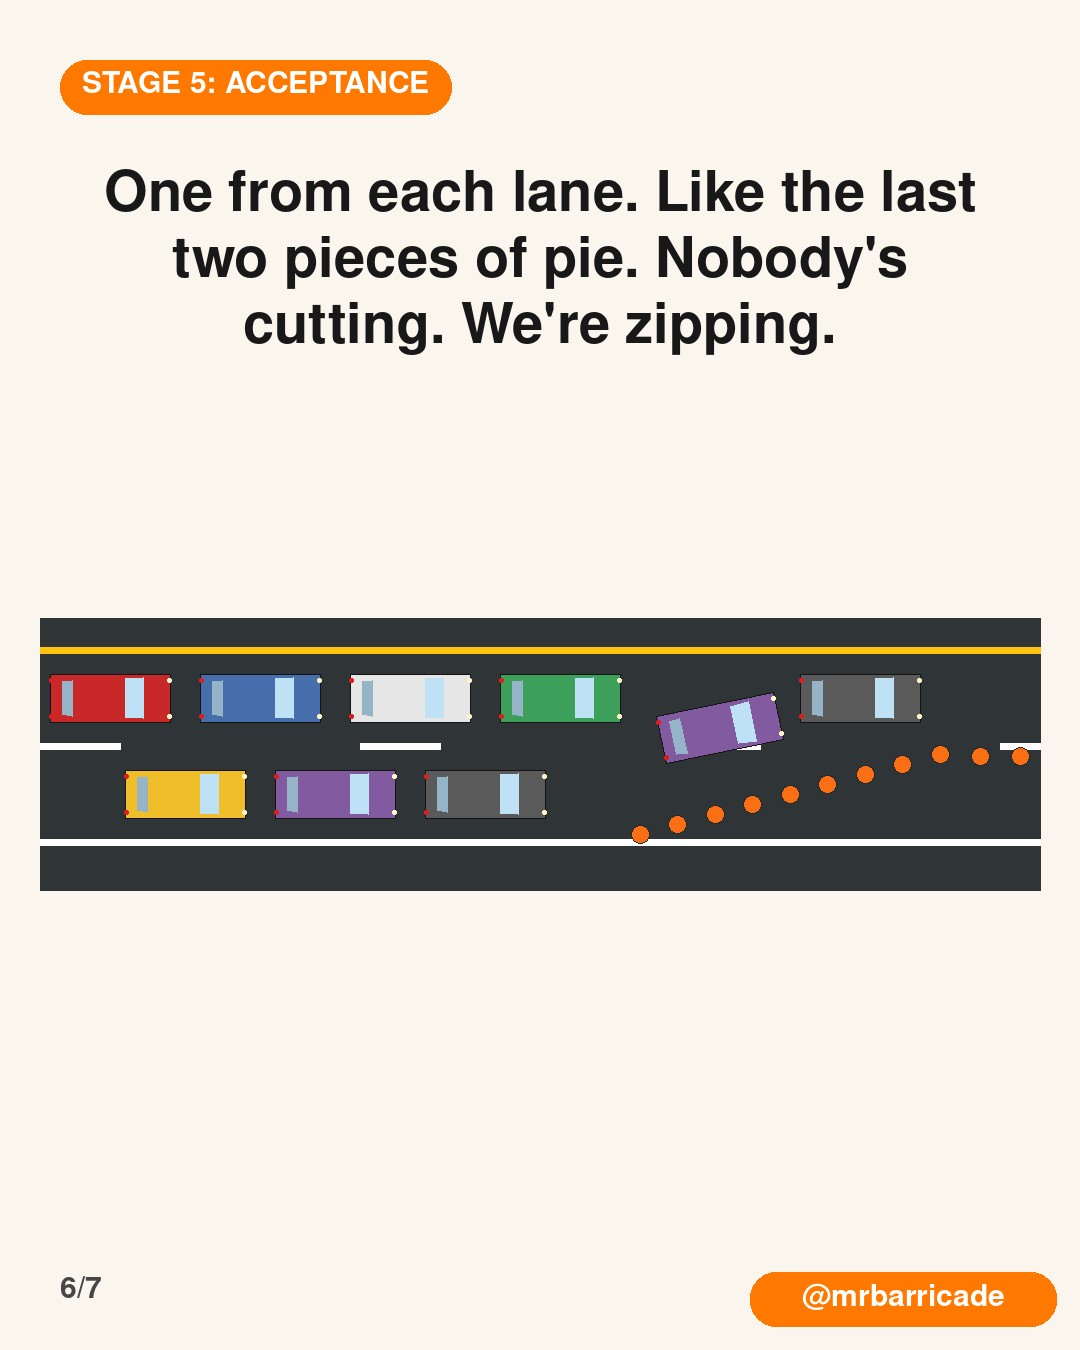 STAGE 5: ACCEPTANCE
One from each lane. Like the last
two pieces of pie. Nobody's
cutting. We're zipping.
6/7
@mrbarricade